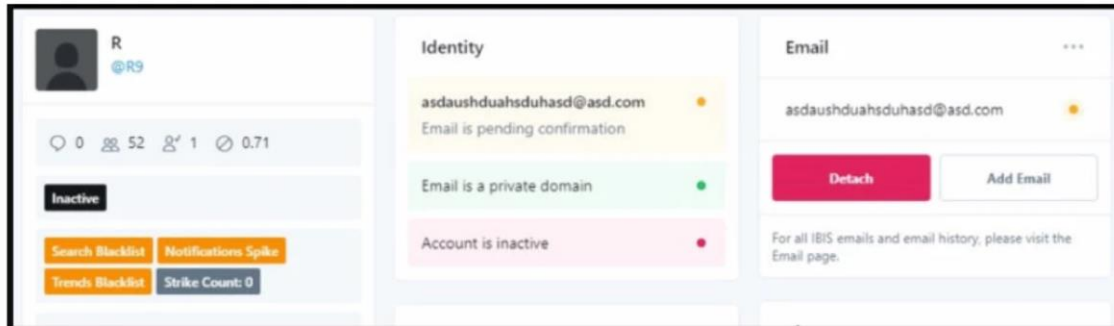 R
@R9
0 52 1 0.71
Inactive
Search Blacklist Notifications Spike
Trends Blacklist Strike Count: 0
Identity
asdaushduahsduhasd@asd.com
Email is pending confirmation
Email is a private domain
Account is inactive
Email
asdaushduahsduhasd@asd.com
Detach Add Email
For all IBIS emails and email history, please visit the
Email page.